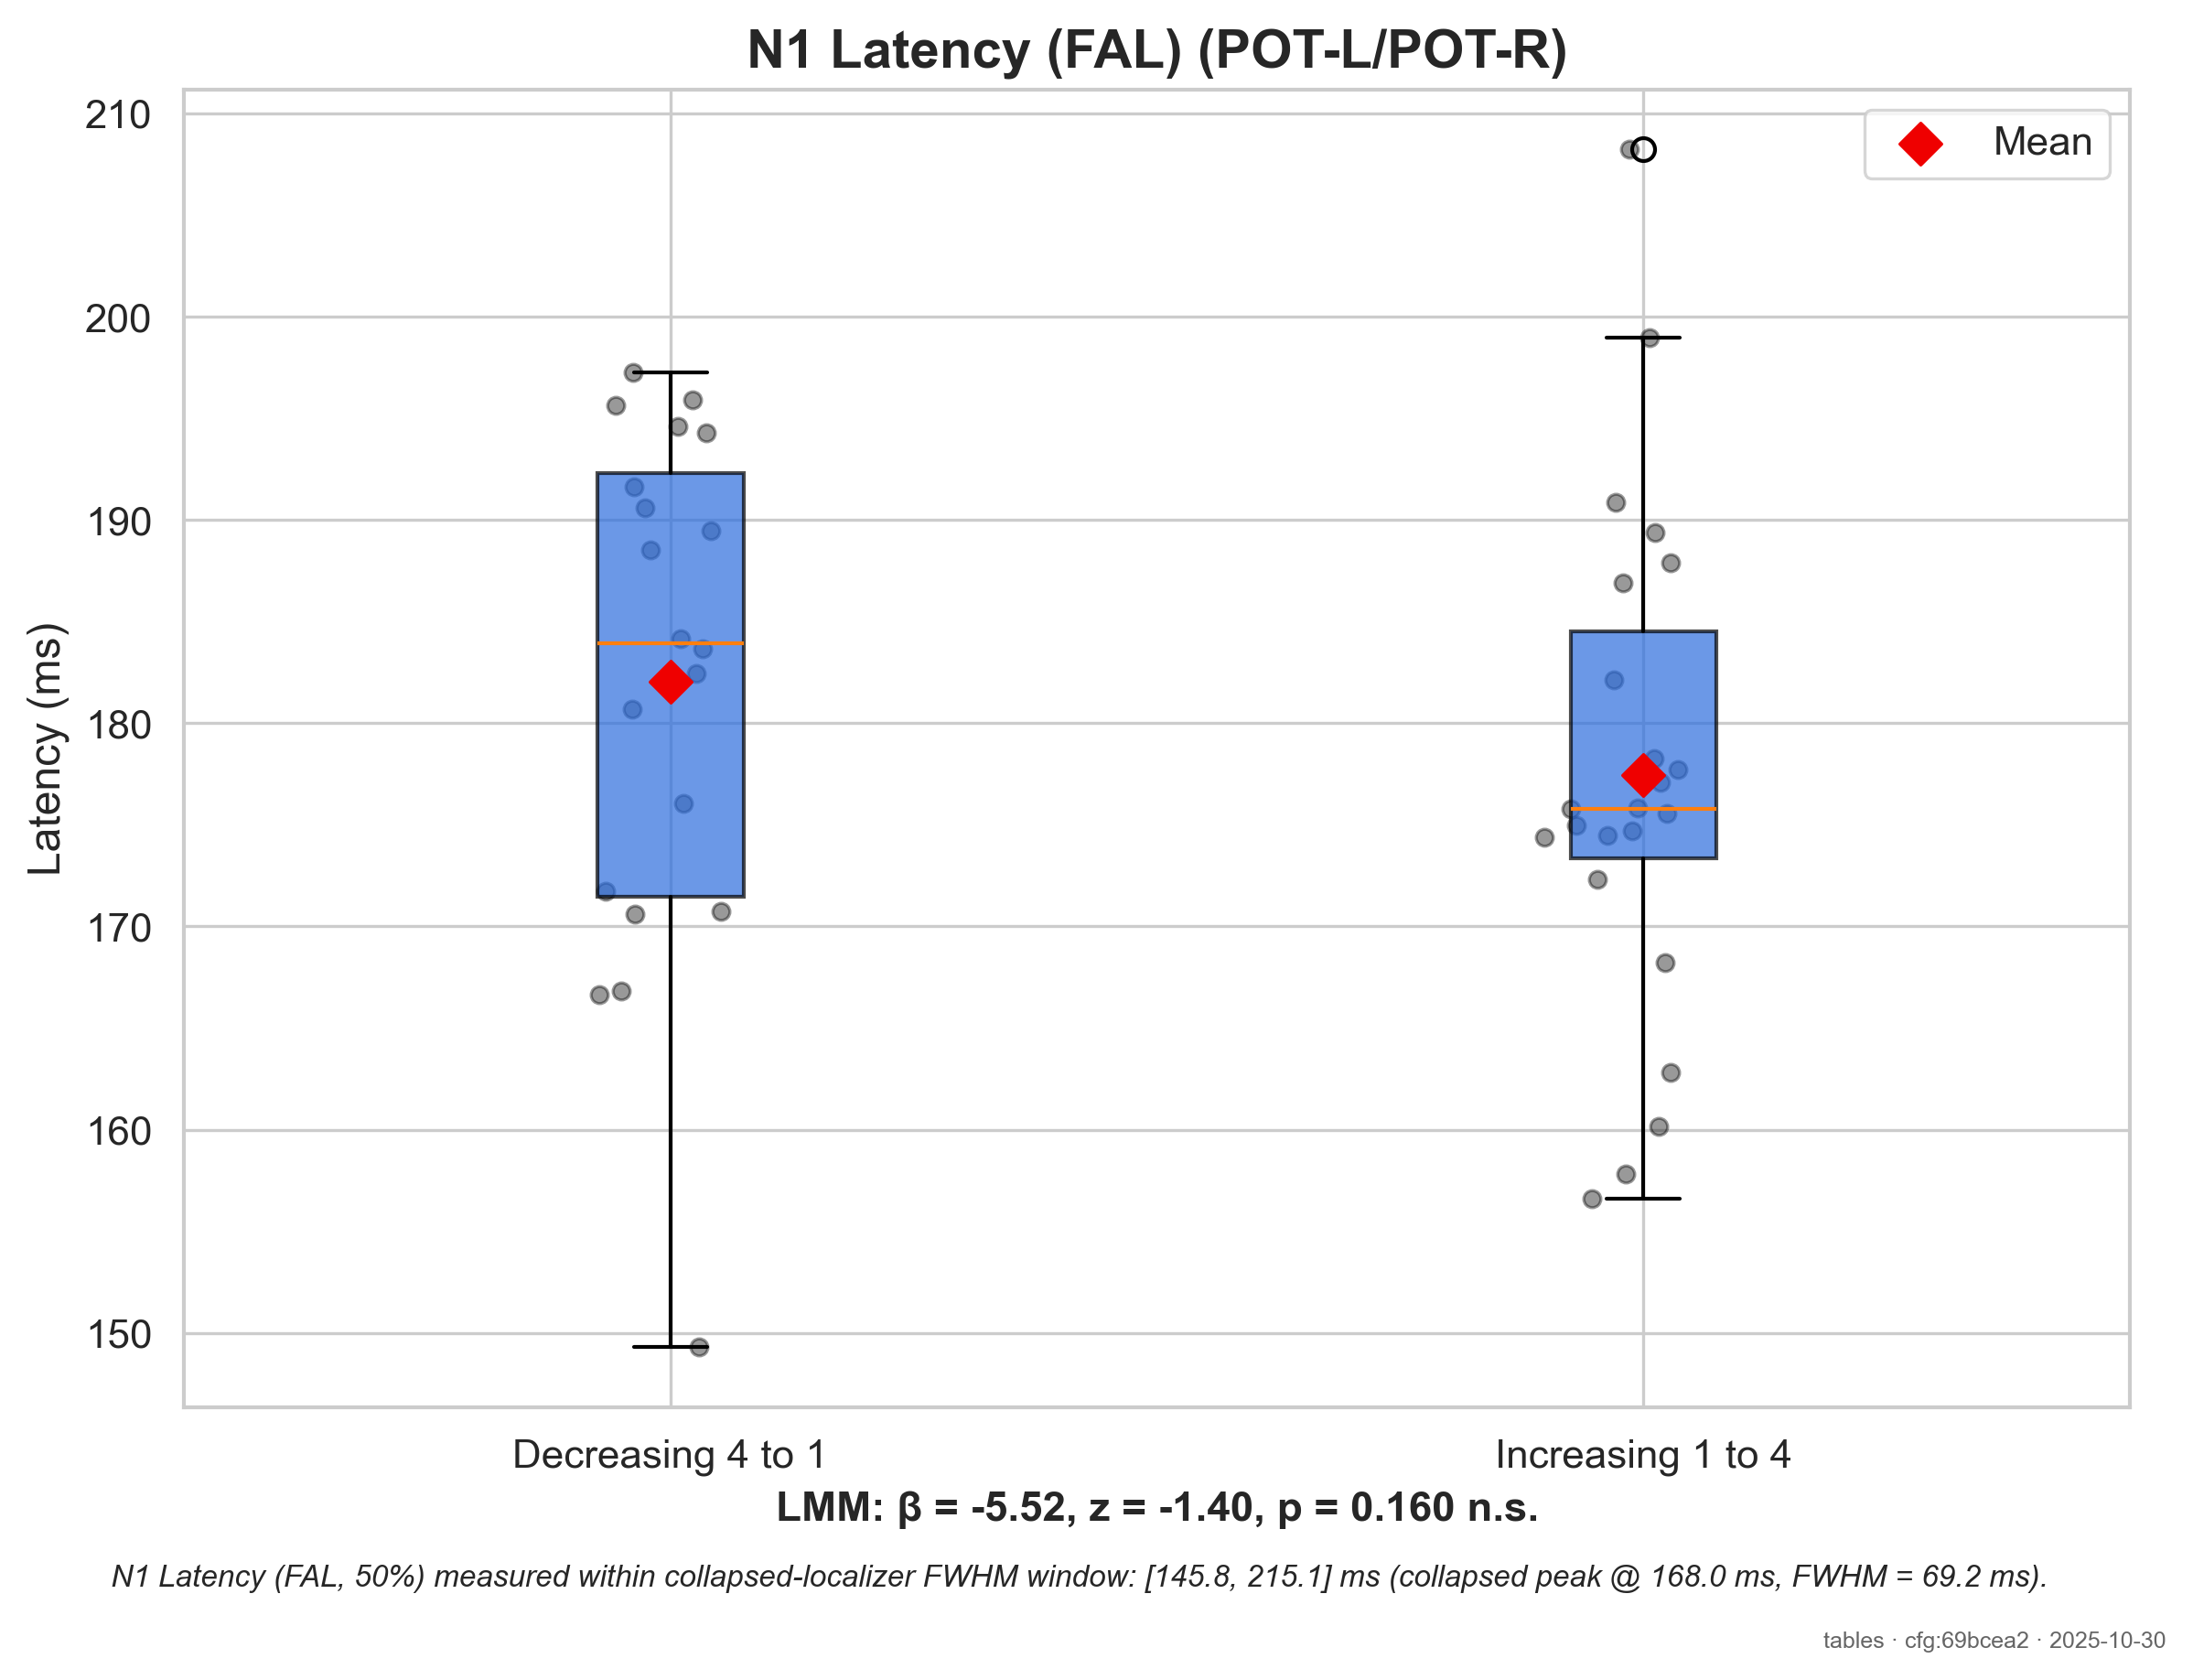 N1 Latency (FAL) (POT-L/POT-R)
Mean
Latency (ms)
210
200
190
180
170
160
150
Decreasing 4 to 1
Increasing 1 to 4
LMM: β = -5.52, z = -1.40, p = 0.160 n.s.
N1 Latency (FAL, 50%) measured within collapsed-localizer FWHM window: [145.8, 215.1] ms (collapsed peak @ 168.0 ms, FWHM = 69.2 ms).
tables · cfg:69bcea2 · 2025-10-30